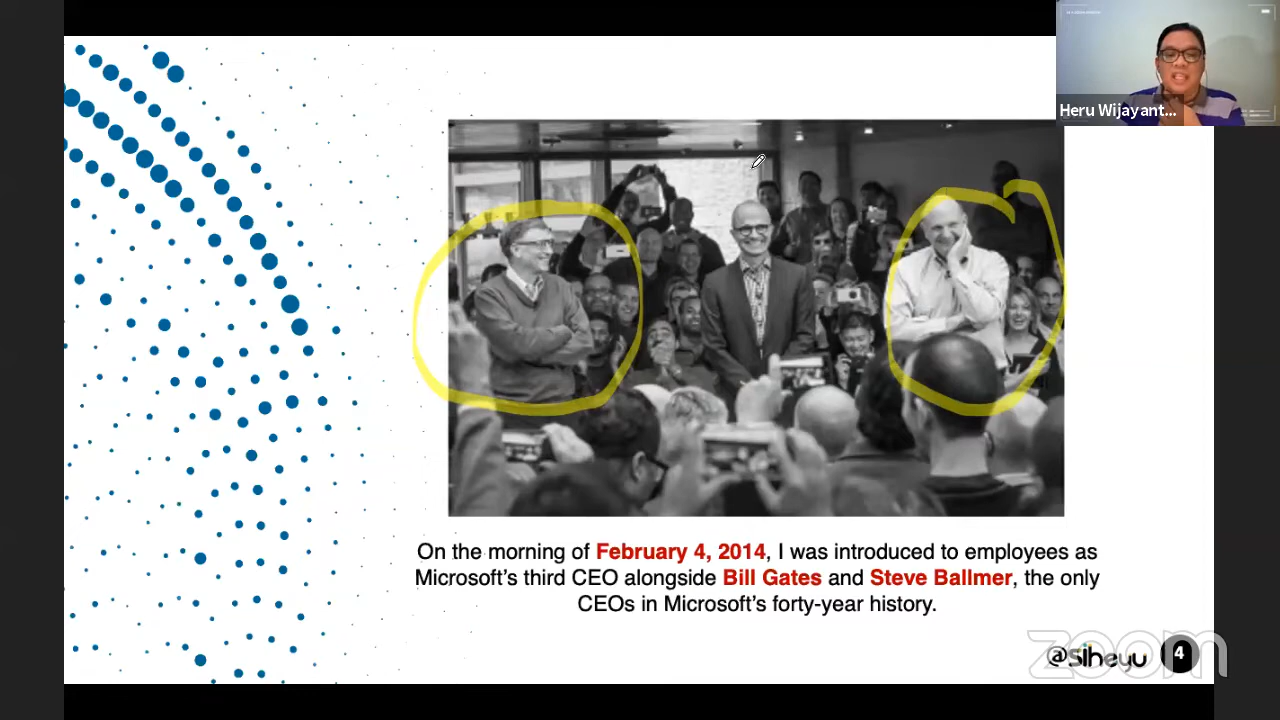 Heru Wijayant...
On the morning of February 4, 2014, I was introduced to employees as
Microsoft's third CEO alongside Bill Gates and Steve Ballmer, the only
CEOs in Microsoft's forty-year history.
zoom
@siheyu
4